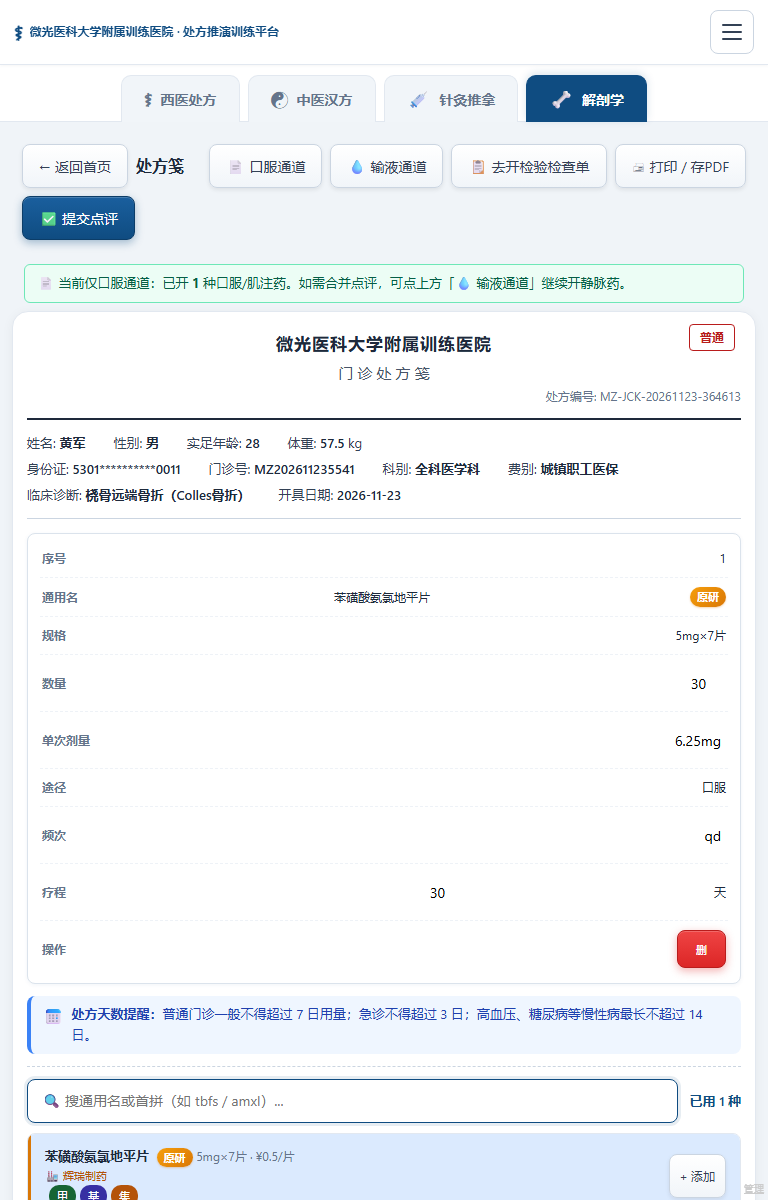 微光医科大学附属训练医院 · 处方推演训练平台
西医处方 中医汉方 针灸推拿 解剖学
← 返回首页 处方笺 口服通道 输液通道 去开检验检查单 打印 / 存PDF
提交点评
当前仅口服通道：已开 1 种口服/肌注药。如需合并点评，可点上方「💧 输液通道」继续开静脉药。
微光医科大学附属训练医院
普通
门诊处方笺
处方编号: MZ-JCK-20261123-364613
姓名: 黄军 性别: 男 实足年龄: 28 体重: 57.5 kg
身份证: 5301**********0011 门诊号: MZ202611235541 科别: 全科医学科 费别: 城镇职工医保
临床诊断: 桡骨远端骨折（Colles骨折） 开具日期: 2026-11-23
序号 1
通用名 苯磺酸氨氯地平片 原研
规格 5mg×7片
数量 30
单次剂量 6.25mg
途径 口服
频次 qd
疗程 30 天
操作 删
处方天数提醒：普通门诊一般不得超过 7 日用量；急诊不得超过 3 日；高血压、糖尿病等慢性病最长不超过 14
日。
搜通用名或首拼（如 tbfs / amxl）... 已用 1 种
苯磺酸氨氯地平片 原研 5mg×7片 · ¥0.5/片
辉瑞制药
+ 添加
甲 基 集
管理